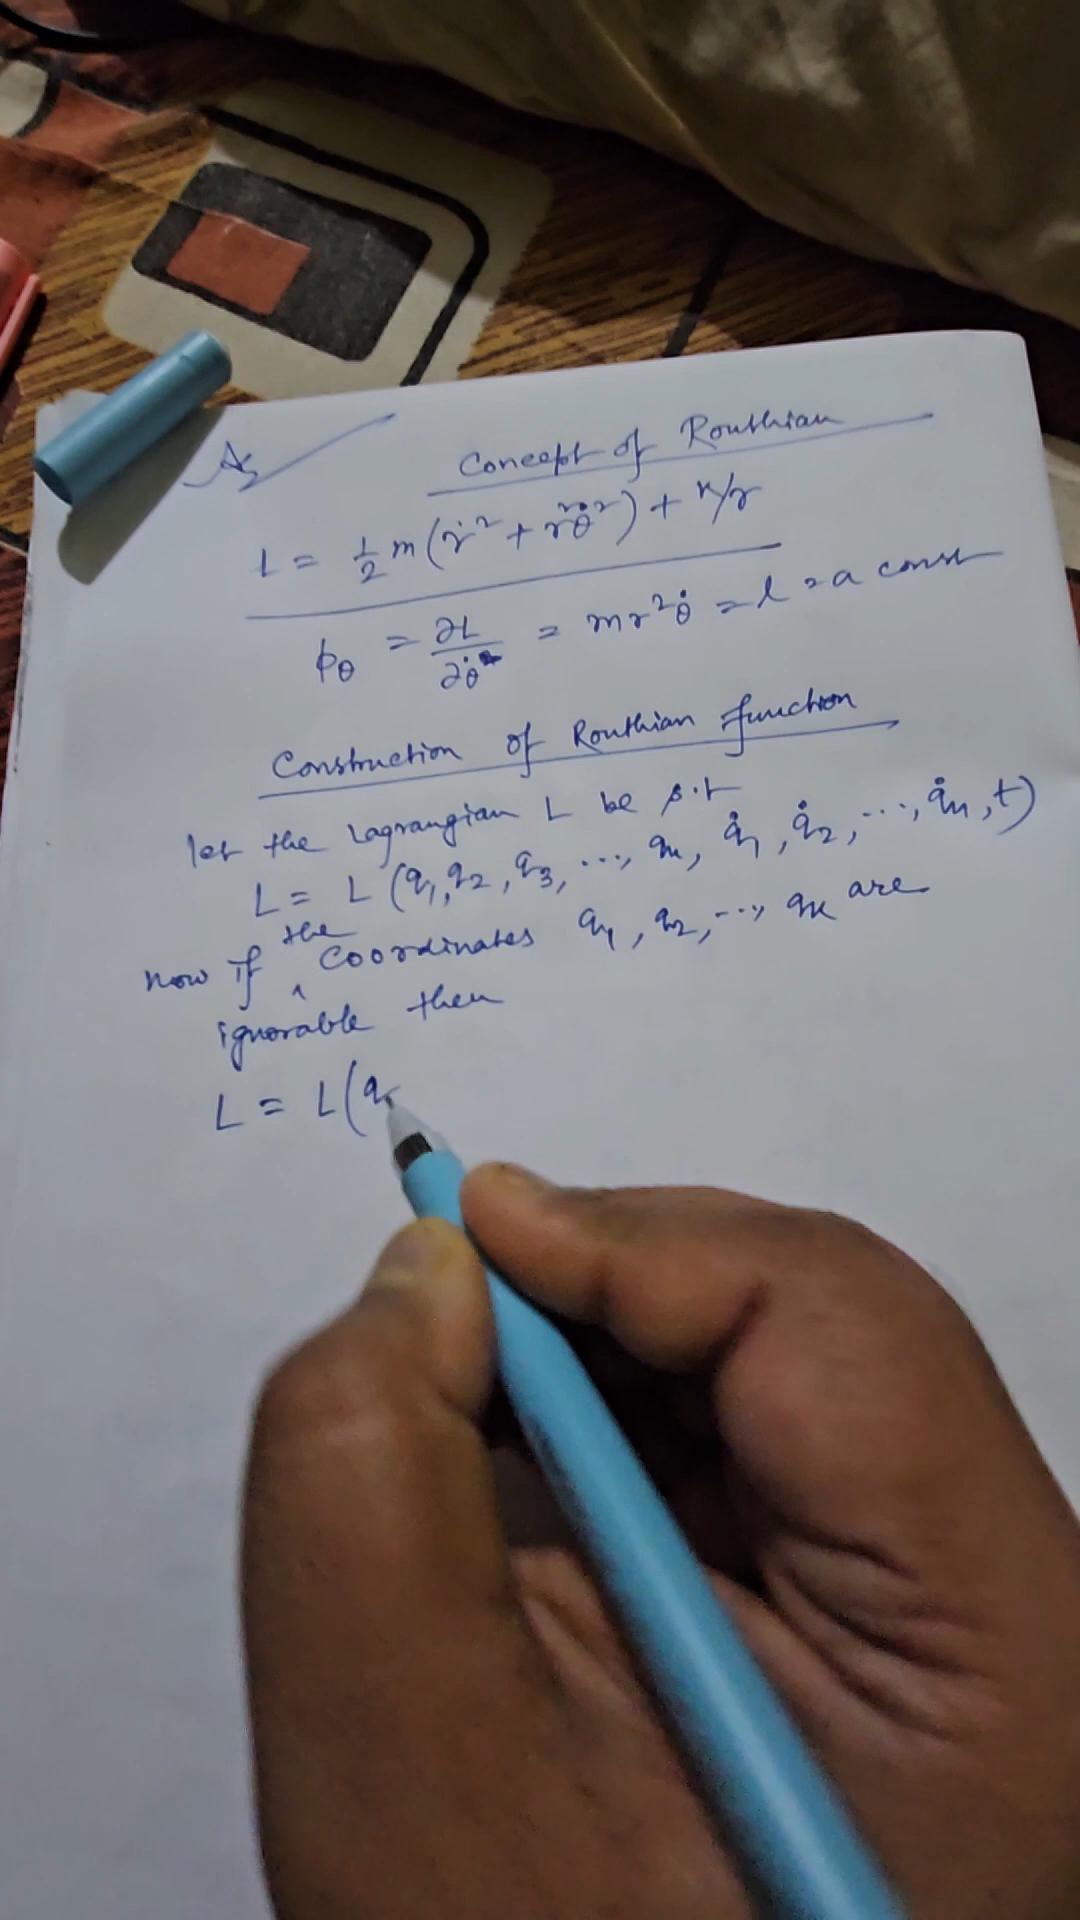 Concept of Routhian
L = 1/2 m(ṙ² + r²θ̇²) + k/r
pθ = ∂L/∂θ̇ = mr²θ̇ = l = a const
Construction of Routhian function
let the Lagrangian L be s.t
L = L (q₁, q₂, q₃, ..., qₙ, q̇₁, q̇₂, ..., q̇ₙ, t)
Now if the coordinates q₁, q₂, ..., qₖ are
ignorable then
L = L(q